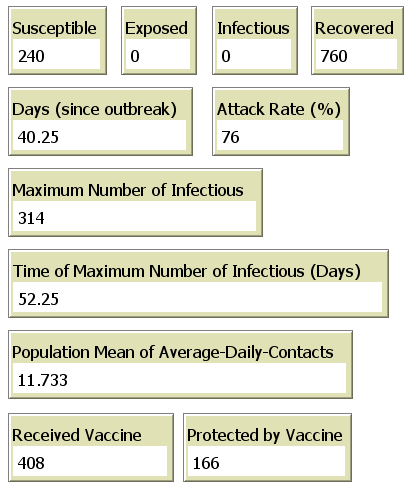 Susceptible Exposed Infectious Recovered
240 0 0 760
Days (since outbreak) Attack Rate (%)
40.25 76
Maximum Number of Infectious
314
Time of Maximum Number of Infectious (Days)
52.25
Population Mean of Average-Daily-Contacts
11.733
Received Vaccine Protected by Vaccine
408 166